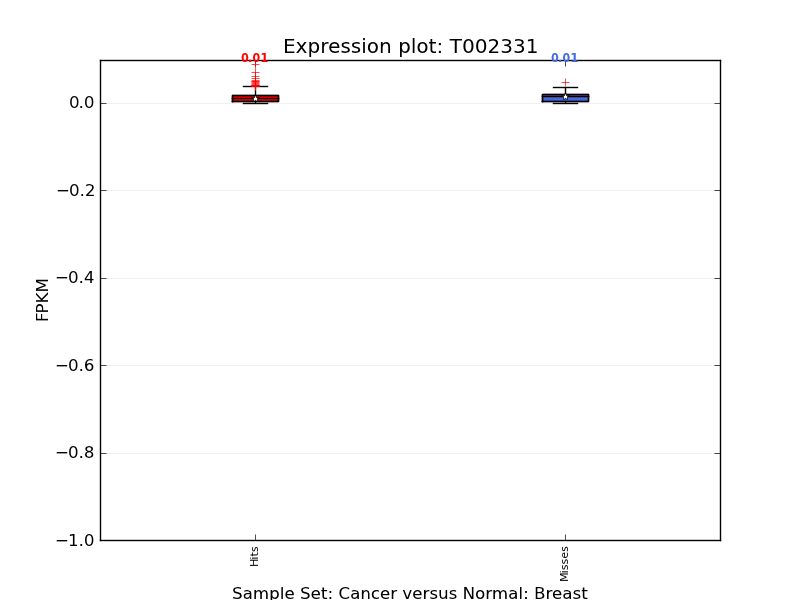 Expression plot: T002331
0.01
0.01
0.0
−0.2
−0.4
−0.6
−0.8
−1.0
FPKM
Hits
Misses
Sample Set: Cancer versus Normal: Breast